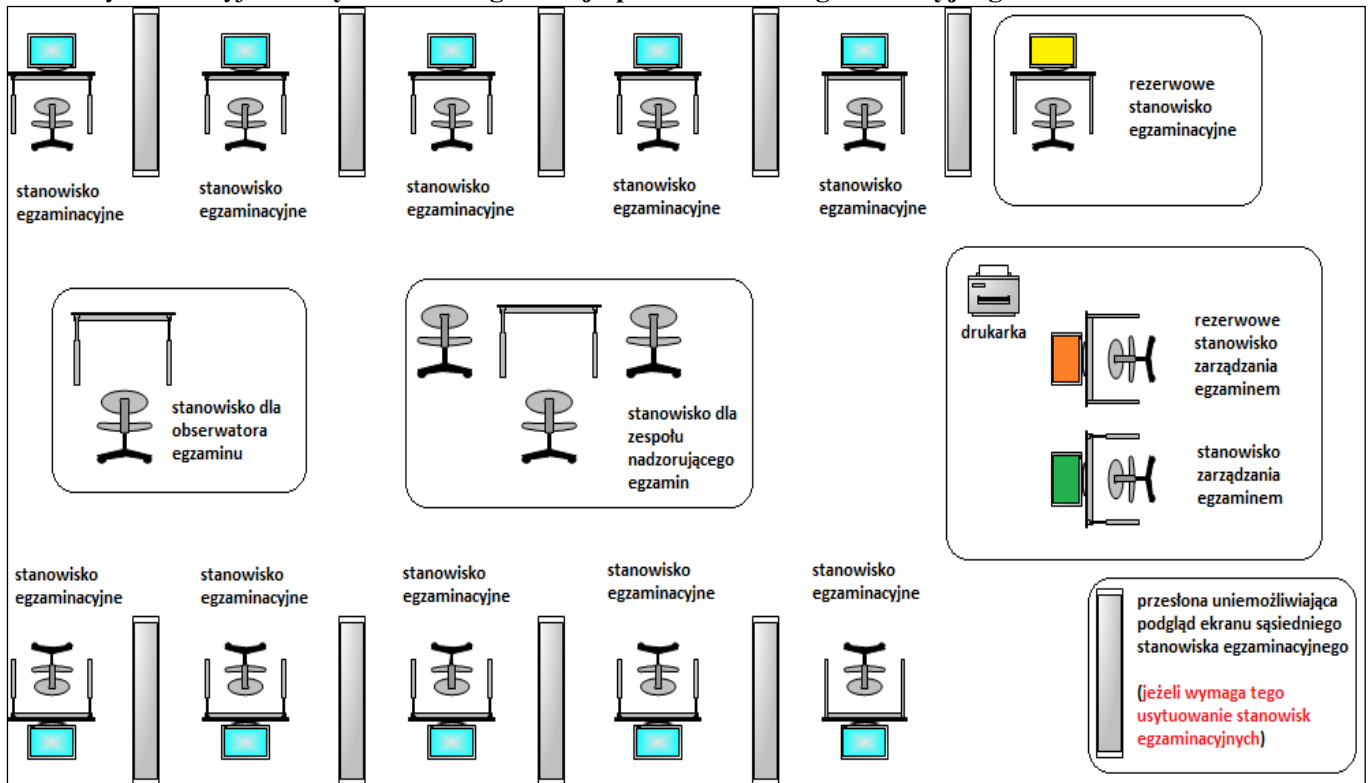 stanowisko
egzaminacyjne
stanowisko
egzaminacyjne
stanowisko
egzaminacyjne
stanowisko
egzaminacyjne
stanowisko
egzaminacyjne
rezerwowe
stanowisko
egzaminacyjne
stanowisko dla
obserwatora
egzaminu
stanowisko dla
zespołu
nadzorującego
egzamin
drukarka
rezerwowe
stanowisko
zarządzania
egzaminem
stanowisko
zarządzania
egzaminem
stanowisko
egzaminacyjne
stanowisko
egzaminacyjne
stanowisko
egzaminacyjne
stanowisko
egzaminacyjne
stanowisko
egzaminacyjne
przesłona uniemożliwiająca
podgląd ekranu sąsiedniego
stanowiska egzaminacyjnego
(jeżeli wymaga tego
usytuowanie stanowisk
egzaminacyjnych)